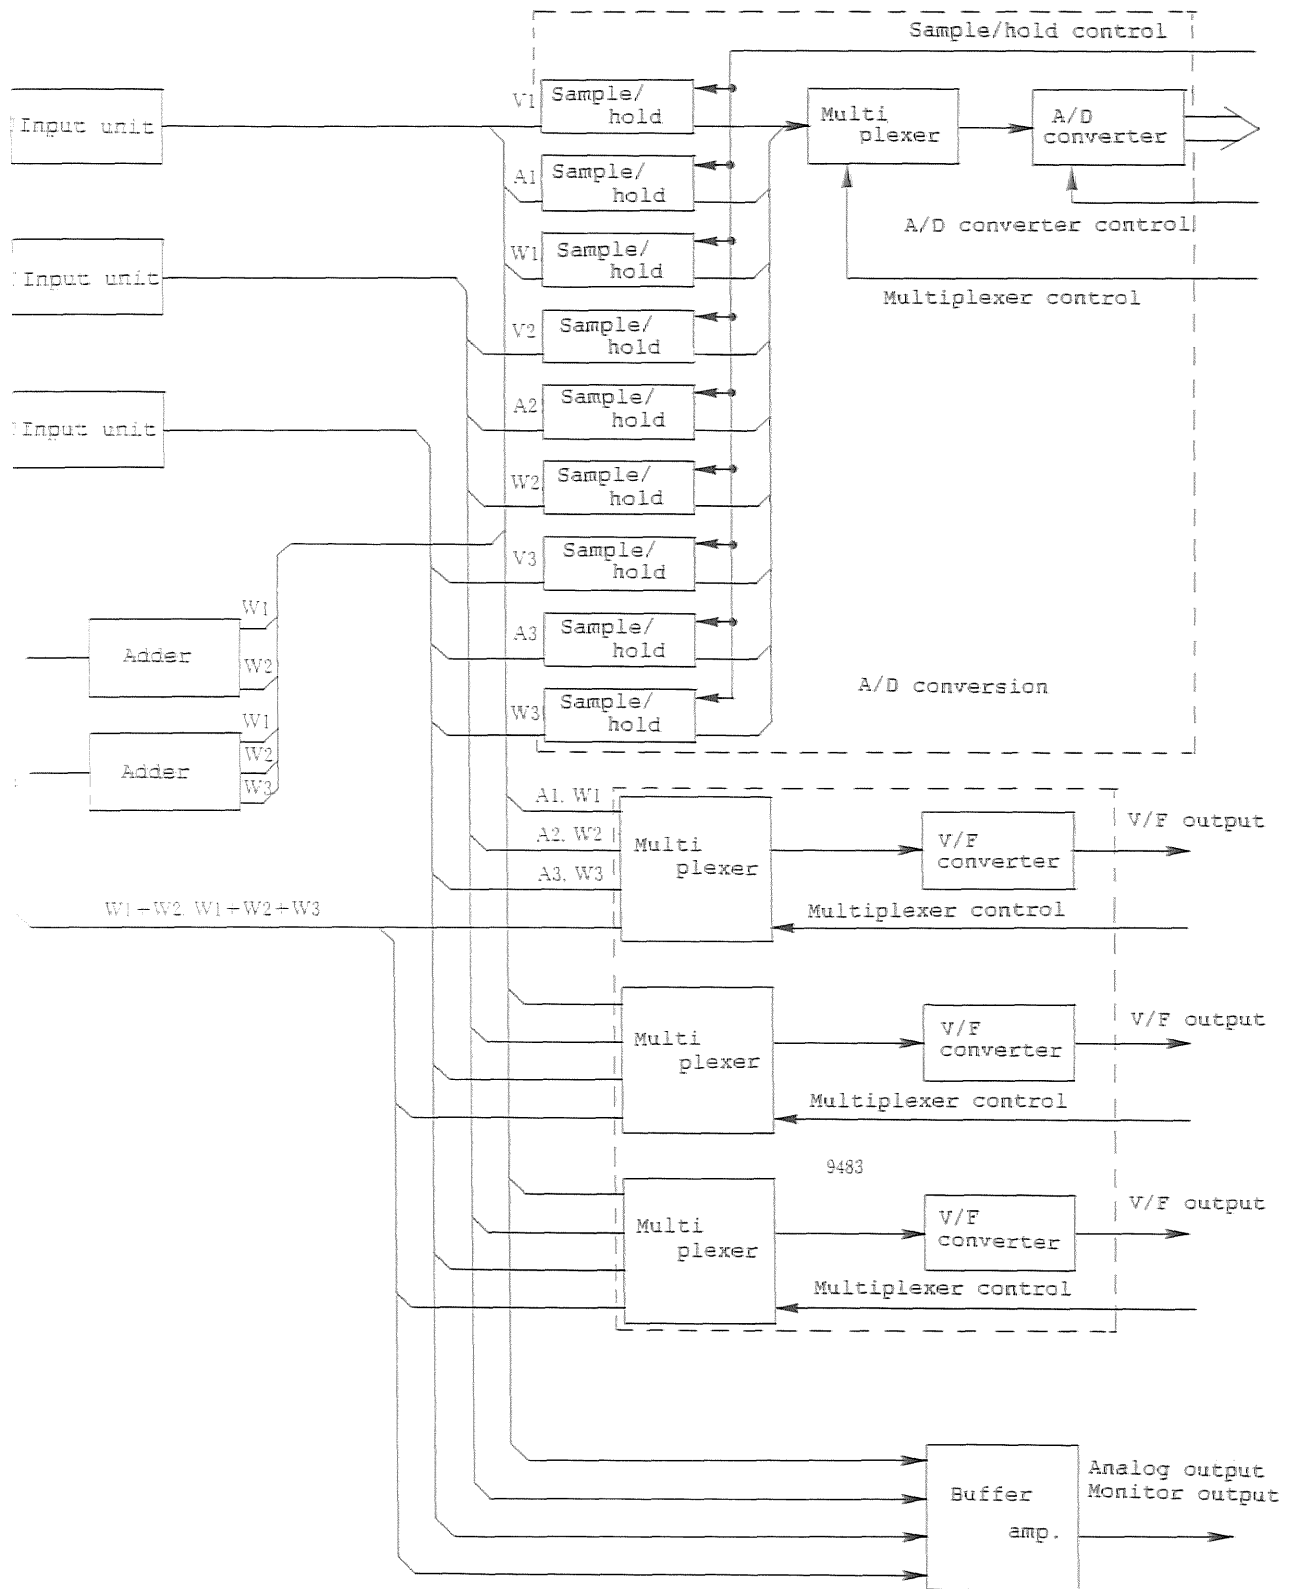 Sample/hold control
V1
Sample/
hold
Input unit
Multi
plexer
A/D
converter
A1
Sample/
hold
A/D converter control
W1
Sample/
hold
Input unit
Multiplexer control
V2
Sample/
hold
A2
Sample/
hold
Input unit
W2
Sample/
hold
V3
Sample/
hold
W1
Adder
W2
A3
Sample/
hold
A/D conversion
W3
Sample/
hold
W1
Adder
W2
W3
A1. W1
A2. W2
A3. W3
Multi
plexer
V/F
converter
V/F output
W1-W2. W1+W2+W3
Multiplexer control
Multi
plexer
V/F
converter
V/F output
Multiplexer control
9483
Multi
plexer
V/F
converter
V/F output
Multiplexer control
Buffer
amp.
Analog output
Monitor output